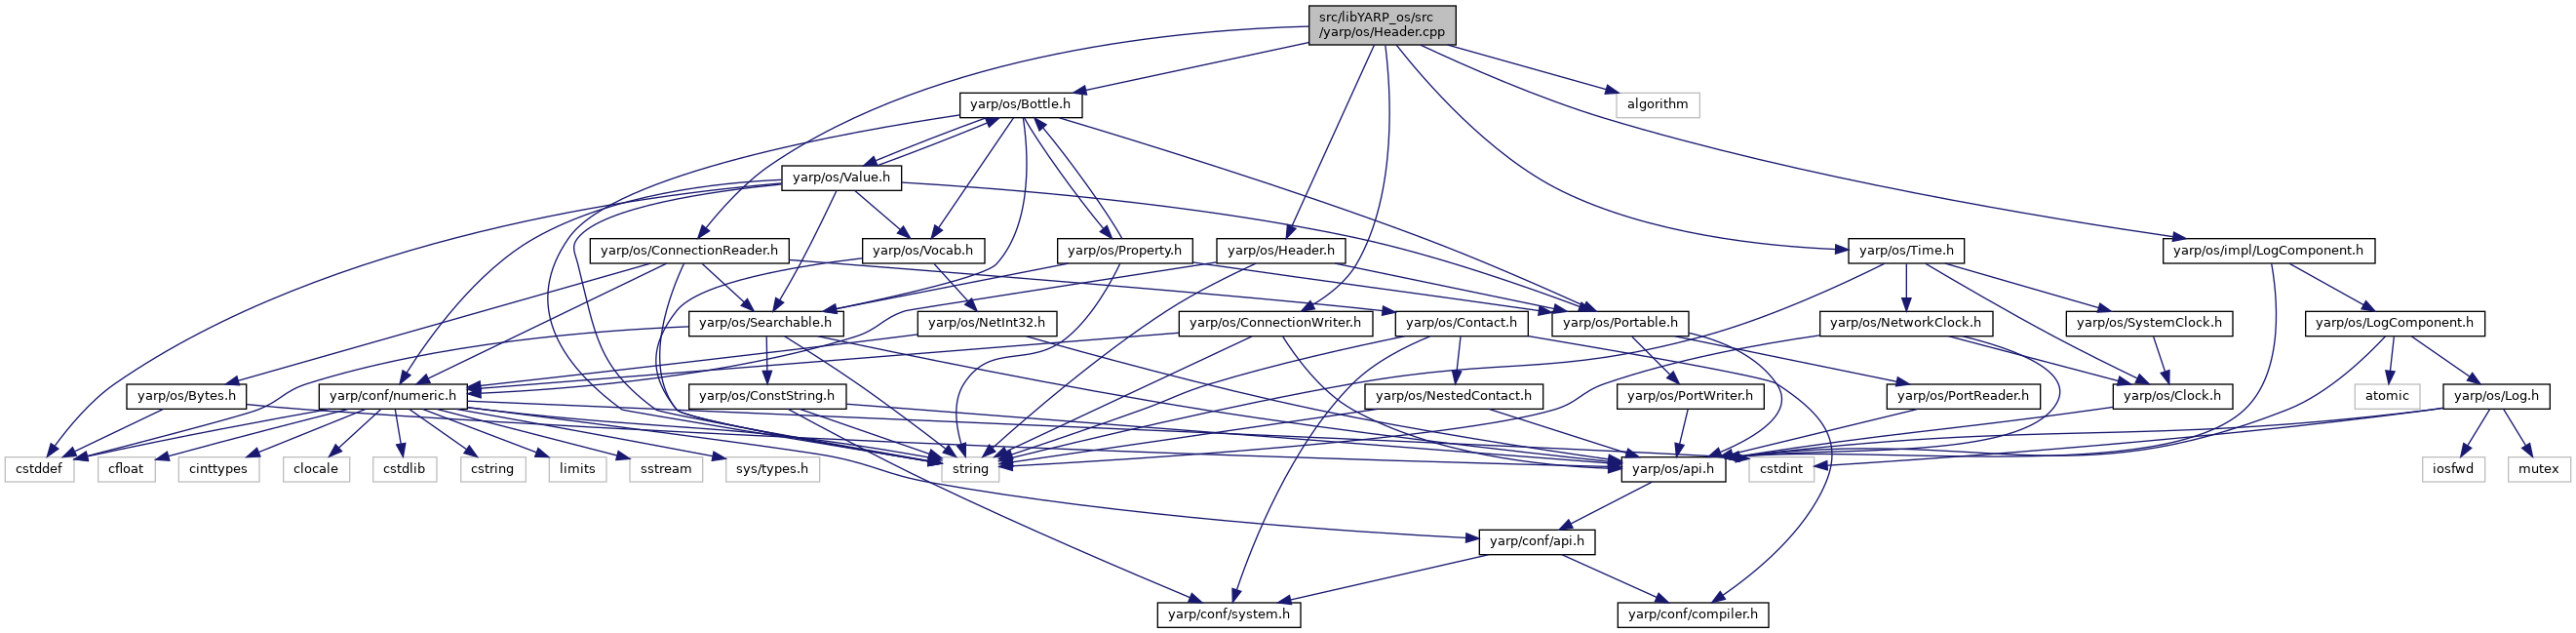 src/libYARP_os/src
/yarp/os/Header.cpp
yarp/os/Bottle.h
algorithm
yarp/os/Value.h
yarp/os/ConnectionReader.h
yarp/os/Vocab.h
yarp/os/Property.h
yarp/os/Header.h
yarp/os/Time.h
yarp/os/impl/LogComponent.h
yarp/os/Searchable.h
yarp/os/NetInt32.h
yarp/os/ConnectionWriter.h
yarp/os/Contact.h
yarp/os/Portable.h
yarp/os/NetworkClock.h
yarp/os/SystemClock.h
yarp/os/LogComponent.h
yarp/os/Bytes.h
yarp/conf/numeric.h
yarp/os/ConstString.h
yarp/os/NestedContact.h
yarp/os/PortWriter.h
yarp/os/PortReader.h
yarp/os/Clock.h
atomic
yarp/os/Log.h
cstddef
cfloat
cinttypes
clocale
cstdlib
cstring
limits
sstream
sys/types.h
string
yarp/os/api.h
cstdint
iosfwd
mutex
yarp/conf/api.h
yarp/conf/system.h
yarp/conf/compiler.h